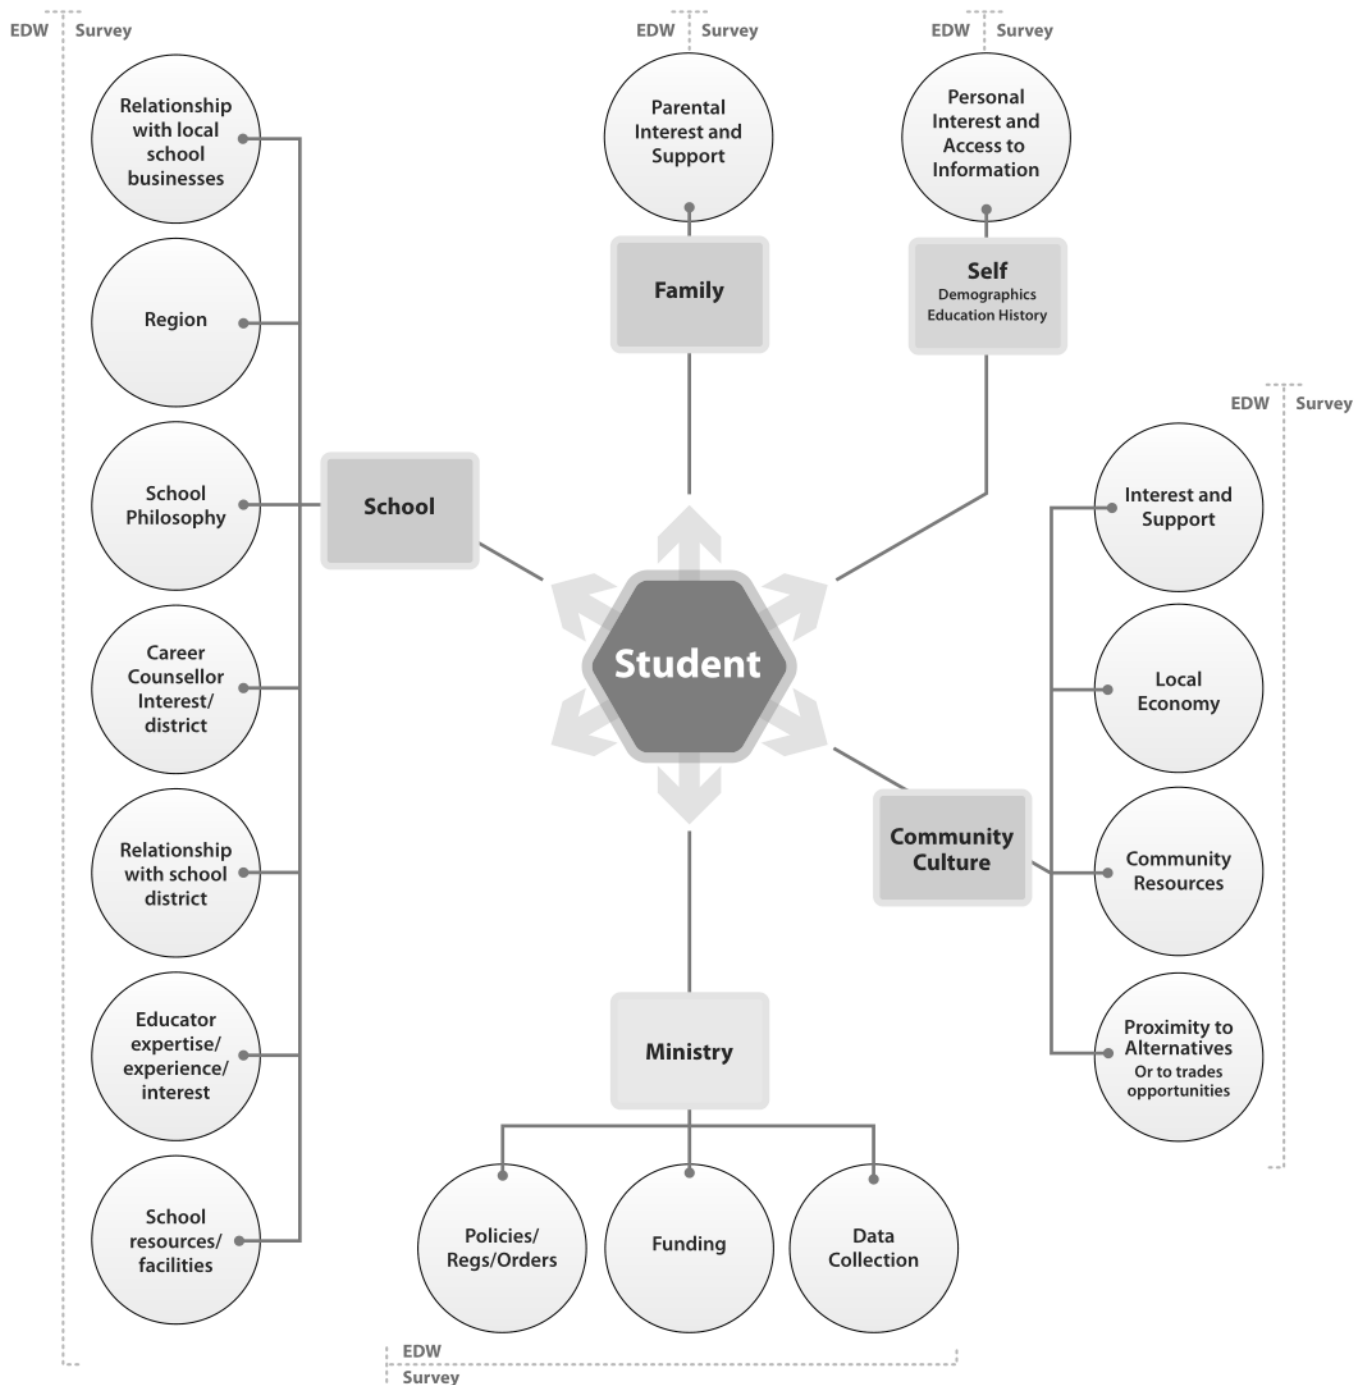 EDW Survey
Relationship
with local
school
businesses
Region
School
Philosophy
Career
Counsellor
Interest/
district
Relationship
with school
district
Educator
expertise/
experience/
interest
School
resources/
facilities
School
EDW Survey
Parental
Interest and
Support
Family
EDW Survey
Personal
Interest and
Access to
Information
Self
Demographics
Education History
Student
EDW Survey
Interest and
Support
Local
Economy
Community
Resources
Proximity to
Alternatives
Or to trades
opportunities
Community
Culture
Ministry
Policies/
Regs/Orders
Funding
Data
Collection
EDW
Survey